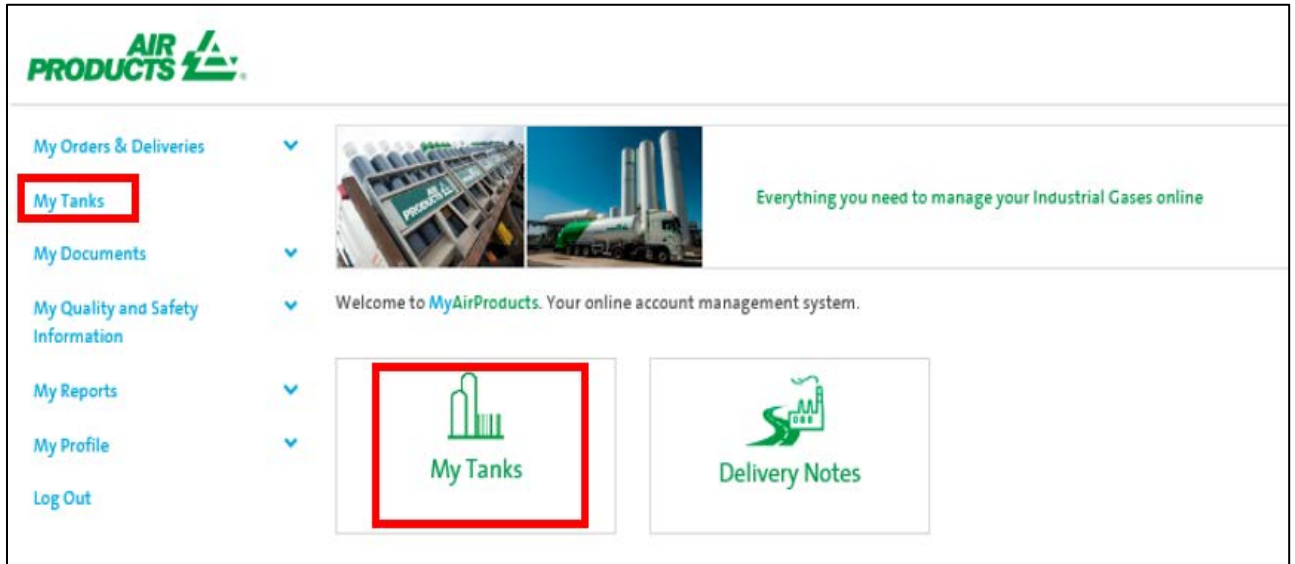 AIR
PRODUCTS
My Orders & Deliveries
My Tanks
My Documents
My Quality and Safety
Information
My Reports
My Profile
Log Out
AIR
PRODUCTS
Everything you need to manage your Industrial Gases online
Welcome to MyAirProducts. Your online account management system.
My Tanks
Delivery Notes